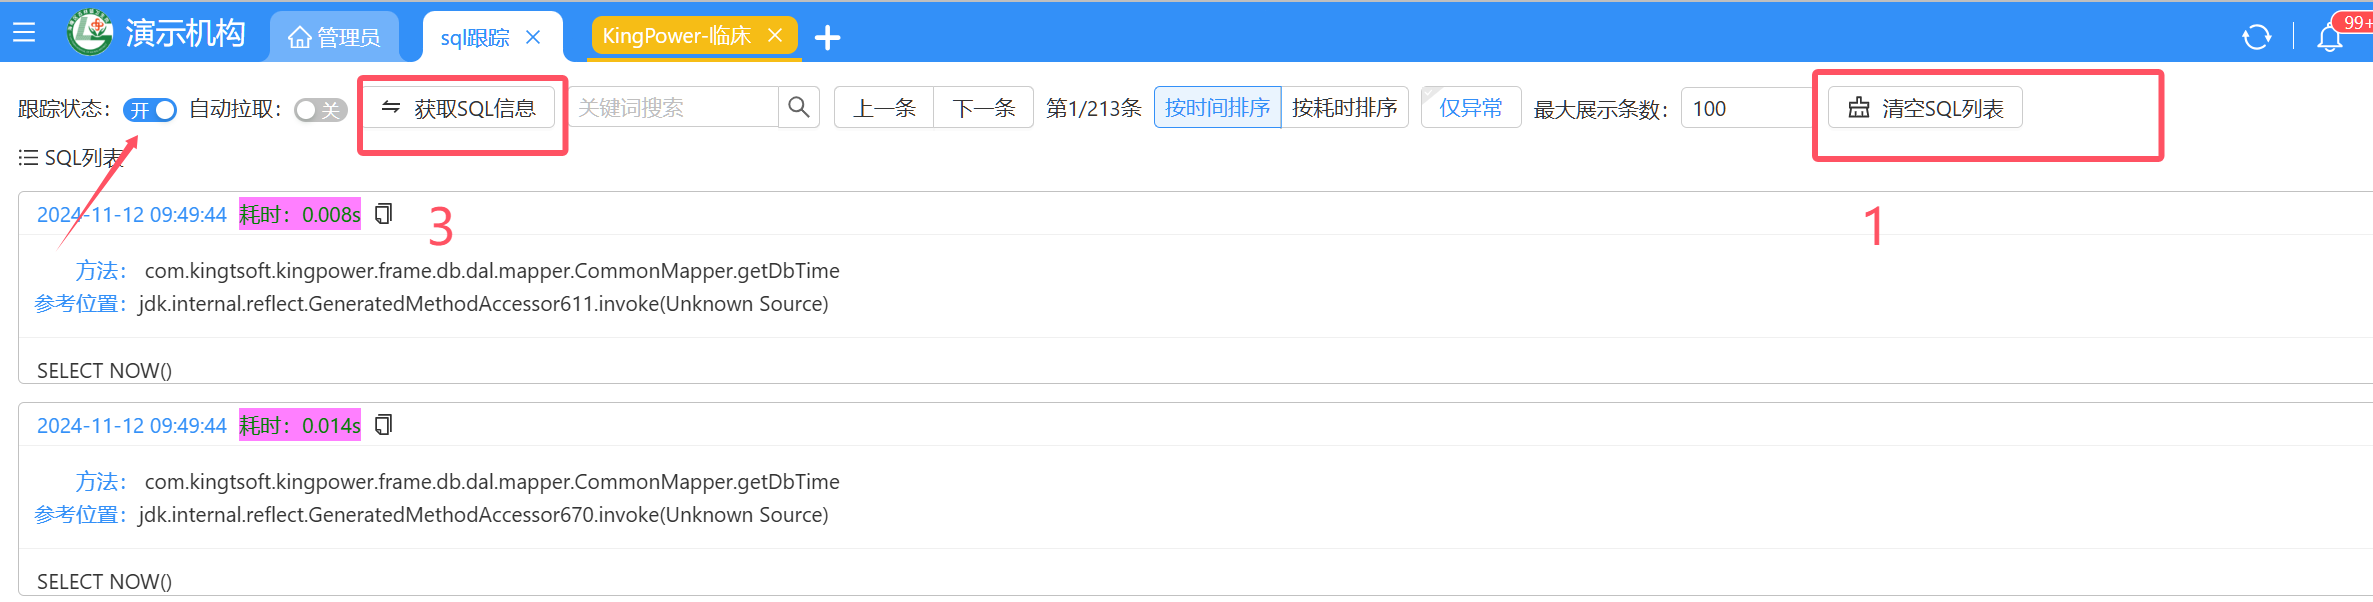 演示机构 管理员 sql跟踪 KingPower-临床 99+
跟踪状态： 开 自动拉取： 关 获取SQL信息 关键词搜索 上一条 下一条 第1/213条 按时间排序 按耗时排序 仅异常 最大展示条数： 100 清空SQL列表
SQL列表
2024-11-12 09:49:44 耗时：0.008s 3 1
方法： com.kingtsoft.kingpower.frame.db.dal.mapper.CommonMapper.getDbTime
参考位置： jdk.internal.reflect.GeneratedMethodAccessor611.invoke(Unknown Source)
SELECT NOW()
2024-11-12 09:49:44 耗时：0.014s
方法： com.kingtsoft.kingpower.frame.db.dal.mapper.CommonMapper.getDbTime
参考位置： jdk.internal.reflect.GeneratedMethodAccessor670.invoke(Unknown Source)
SELECT NOW()